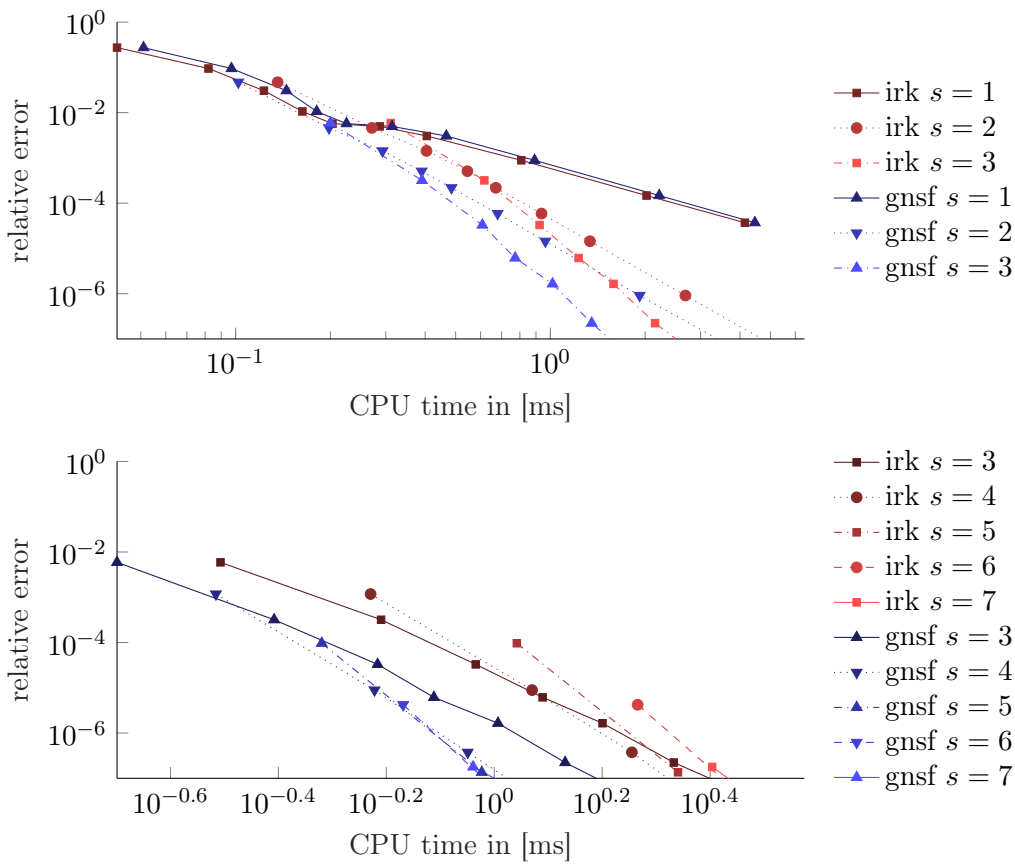 10^0
10^−2
10^−4
10^−6
relative error
10^−1
10^0
CPU time in [ms]
irk s = 1
irk s = 2
irk s = 3
gnsf s = 1
gnsf s = 2
gnsf s = 3
10^0
10^−2
10^−4
10^−6
relative error
10^−0.6
10^−0.4
10^−0.2
10^0
10^0.2
10^0.4
CPU time in [ms]
irk s = 3
irk s = 4
irk s = 5
irk s = 6
irk s = 7
gnsf s = 3
gnsf s = 4
gnsf s = 5
gnsf s = 6
gnsf s = 7